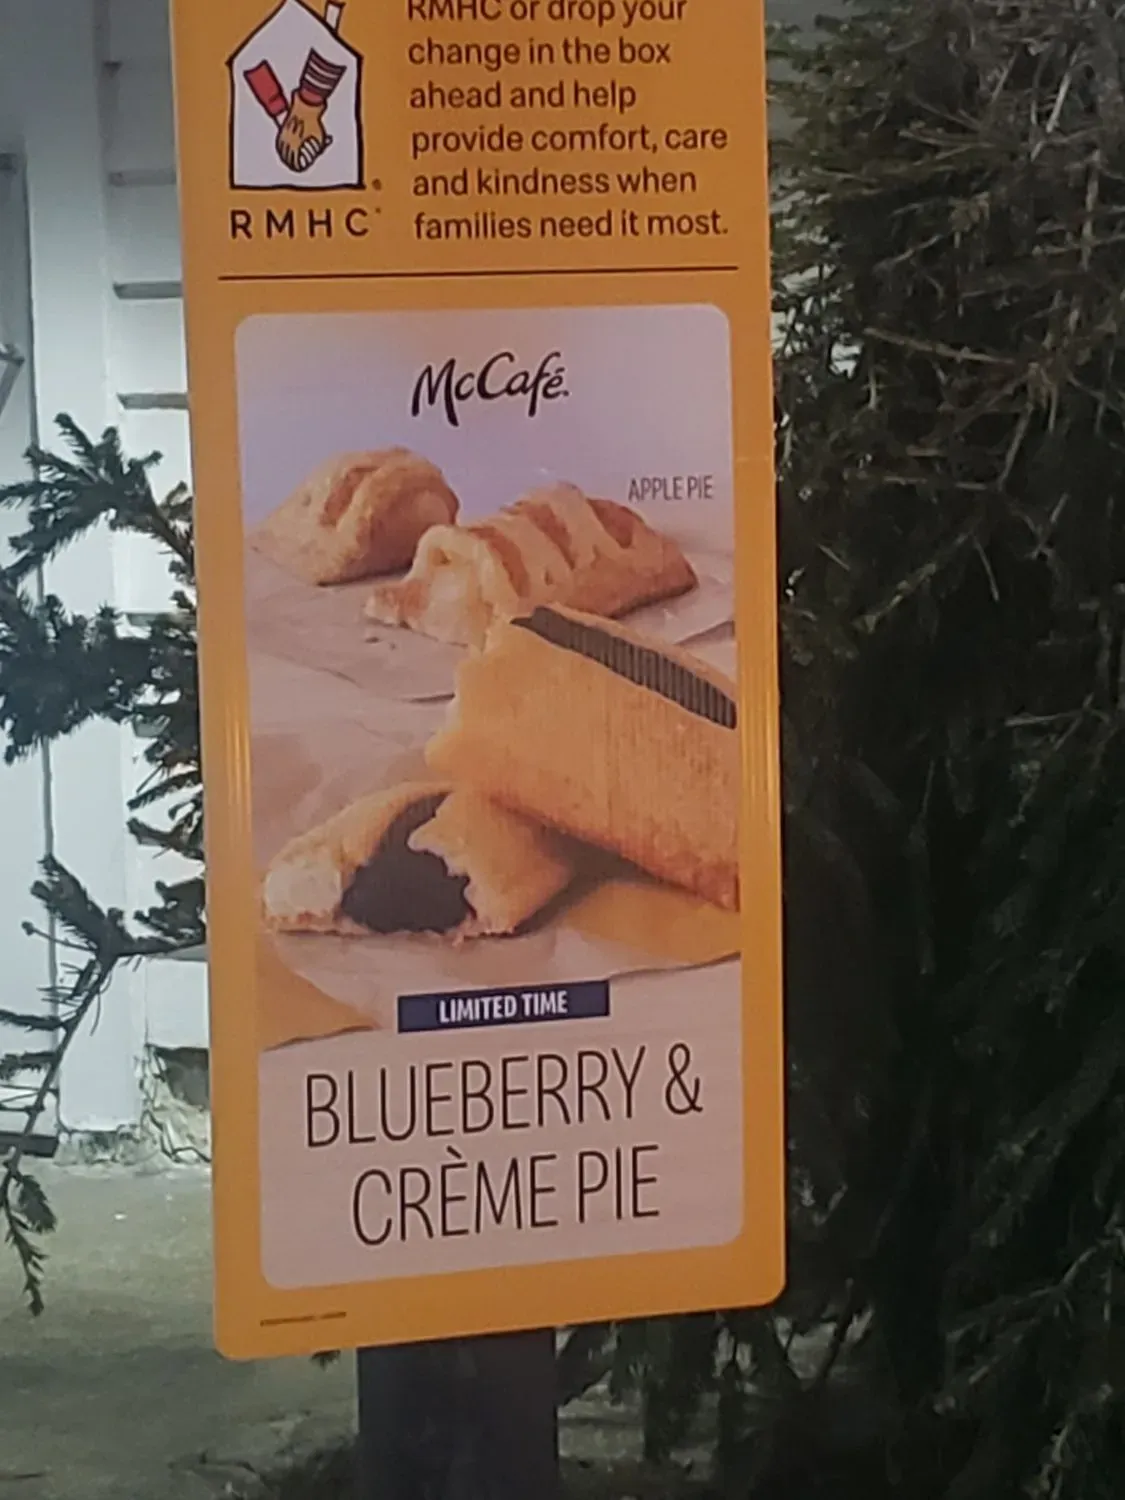 RMHC or drop your
change in the box
ahead and help
provide comfort, care
and kindness when
families need it most.
RMHC
McCafé.
APPLE PIE
LIMITED TIME
BLUEBERRY &
CRÈME PIE